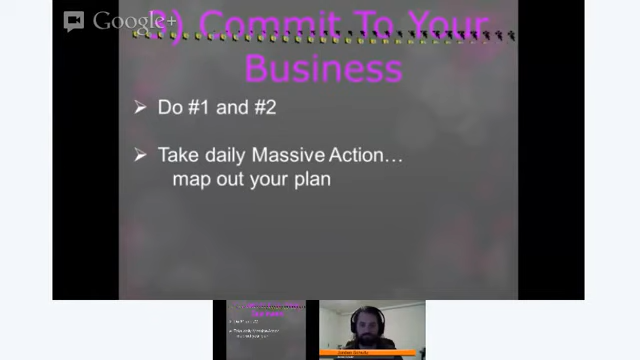 Google+
3) Commit To Your
Business
Do #1 and #2
Take daily Massive Action…
map out your plan